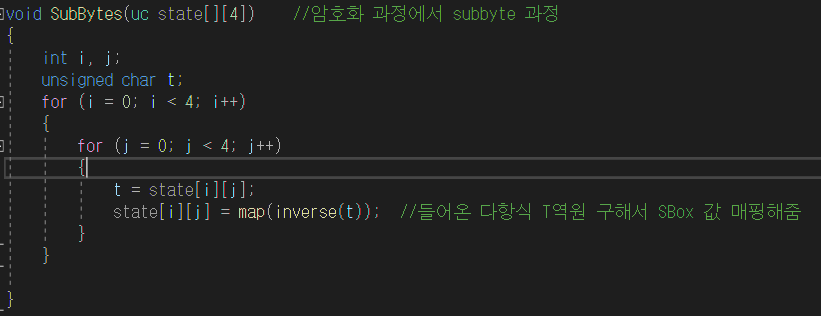 void SubBytes(uc state[][4])    //암호화 과정에서 subbyte 과정
{
    int i, j;
    unsigned char t;
    for (i = 0; i < 4; i++)
    {
        for (j = 0; j < 4; j++)
        {
            t = state[i][j];
            state[i][j] = map(inverse(t));  //들어온 다항식 T역원 구해서 SBox 값 매핑해줌
        }
    }
}